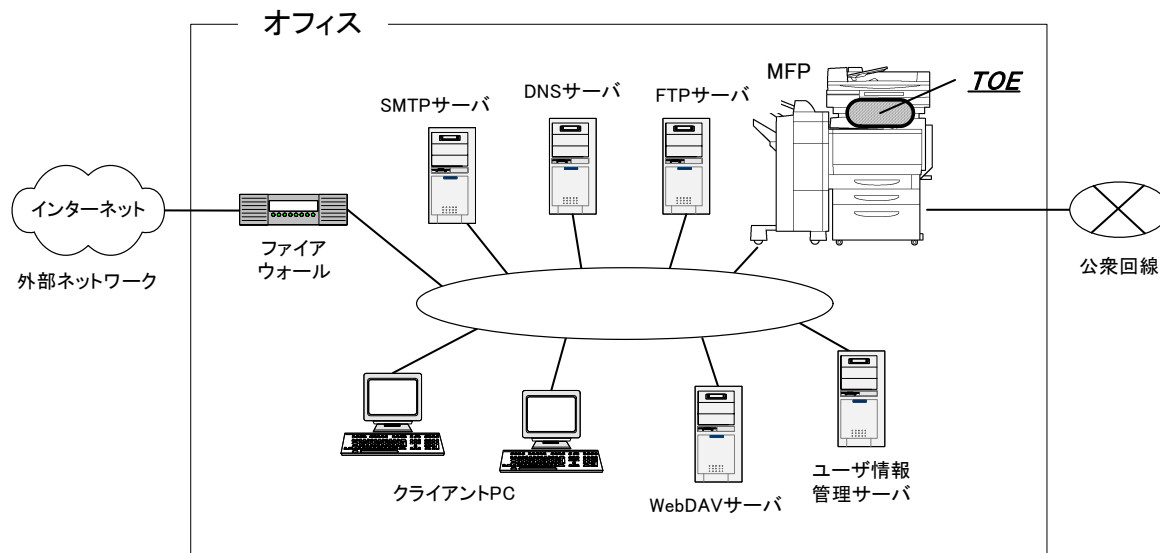 オフィス
MFP
TOE
SMTPサーバ
DNSサーバ
FTPサーバ
インターネット
外部ネットワーク
ファイア
ウォール
公衆回線
クライアントPC
WebDAVサーバ
ユーザ情報
管理サーバ